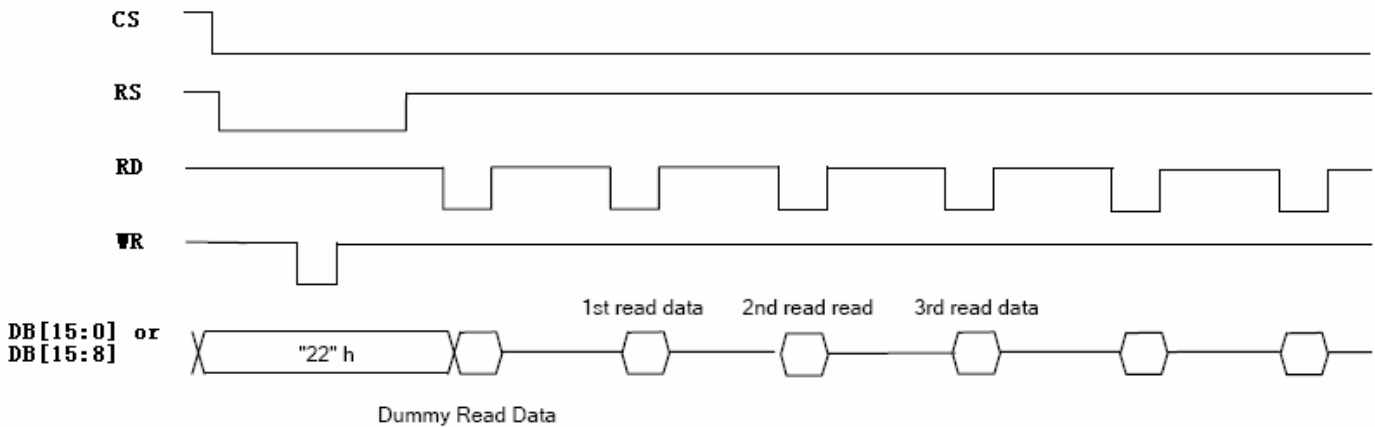 CS
RS
RD
WR
1st read data 2nd read read 3rd read data
DB[15:0] or
DB[15:8]
"22" h
Dummy Read Data